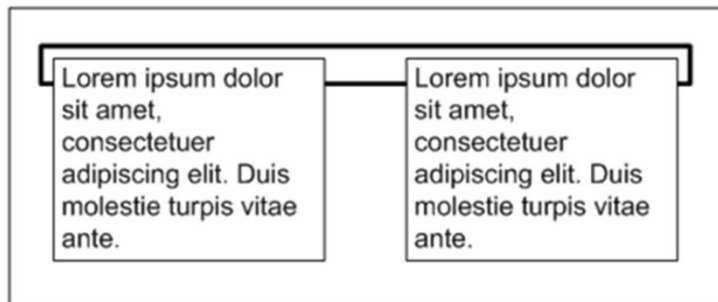 Lorem ipsum dolor
sit amet,
consectetuer
adipiscing elit. Duis
molestie turpis vitae
ante.
Lorem ipsum dolor
sit amet,
consectetuer
adipiscing elit. Duis
molestie turpis vitae
ante.